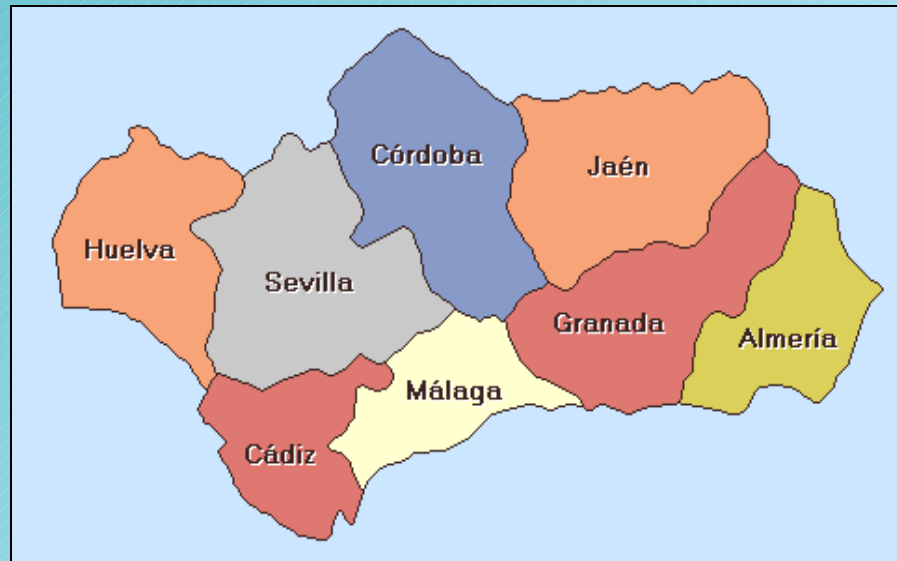 Córdoba
Jaén
Huelva
Sevilla
Granada
Almería
Málaga
Cádiz